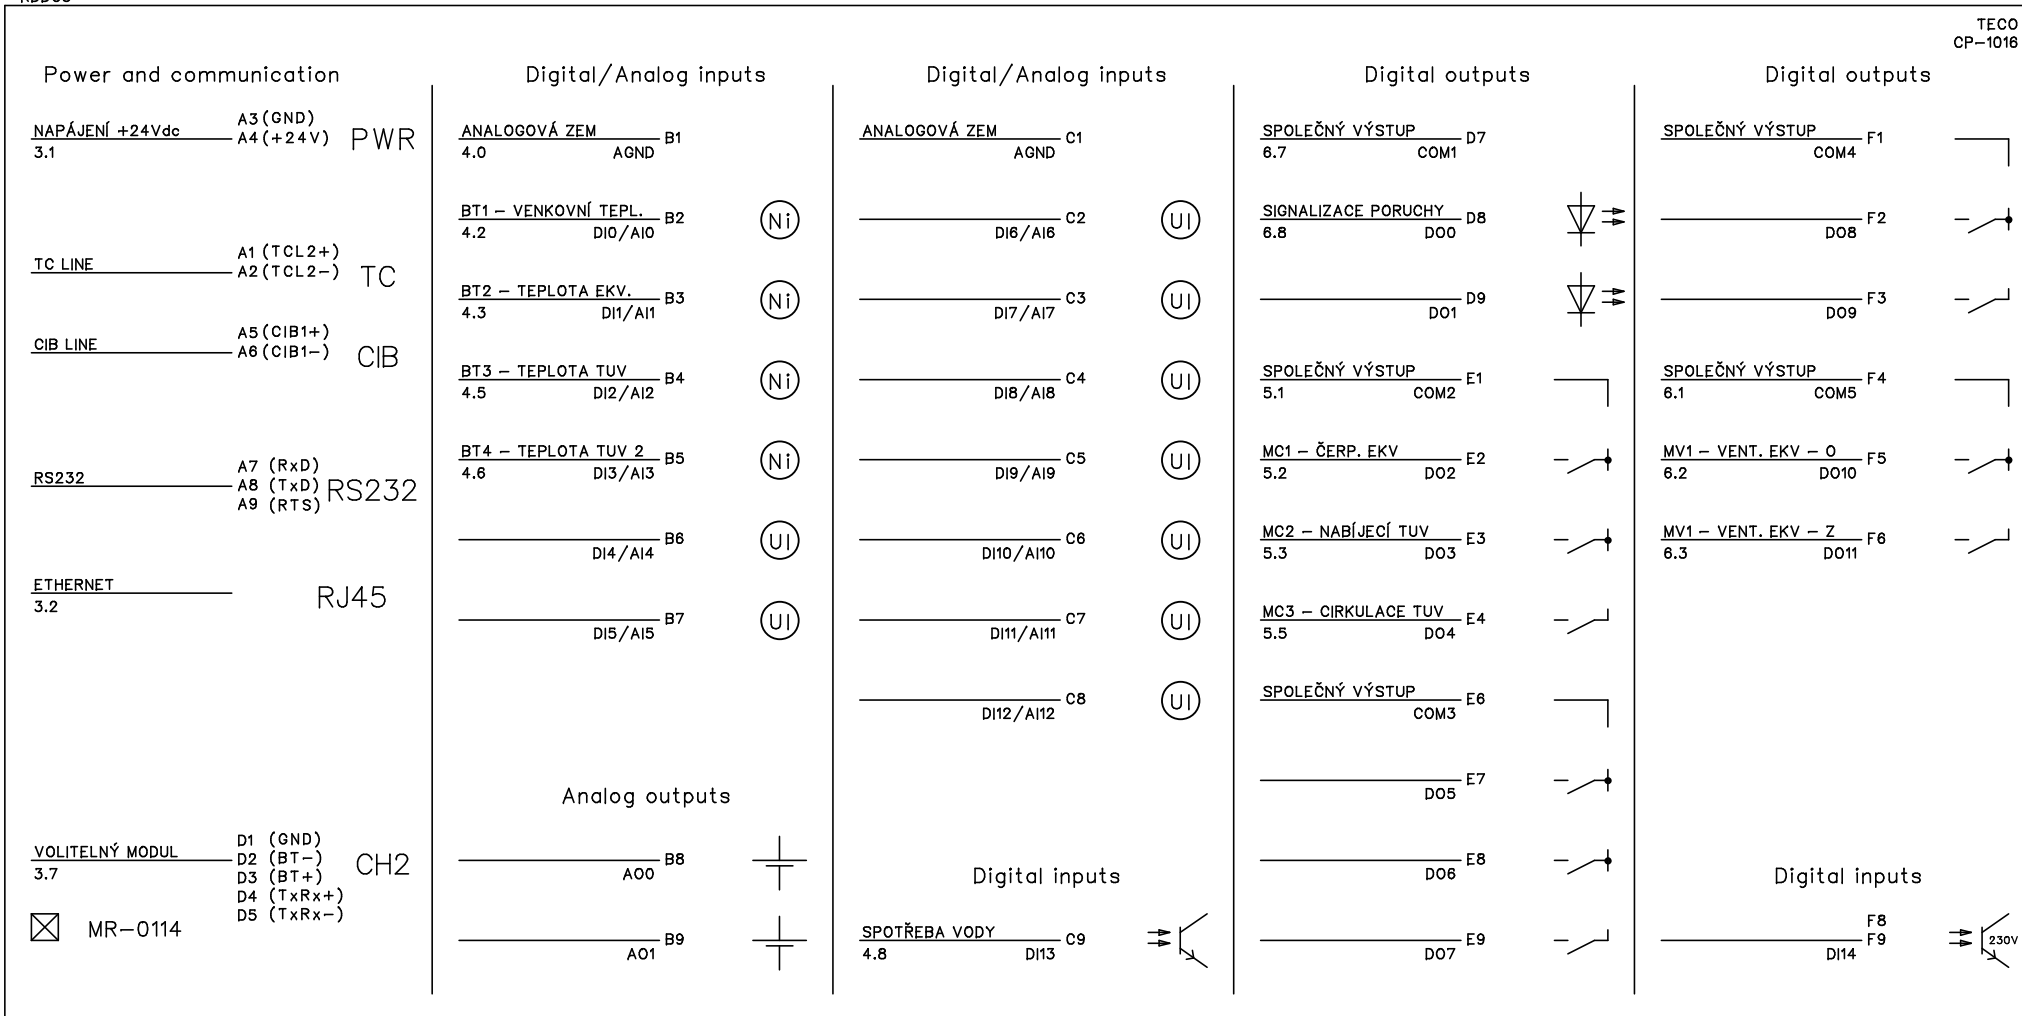 TECO
CP-1016
Power and communication
NAPÁJENÍ +24Vdc
3.1
A3 (GND)
A4 (+24V)
PWR
TC LINE
A1 (TCL2+)
A2 (TCL2-)
TC
CIB LINE
A5 (CIB1+)
A6 (CIB1-)
CIB
RS232
A7 (RxD)
A8 (TxD)
A9 (RTS)
RS232
ETHERNET
3.2
RJ45
VOLITELNÝ MODUL
3.7
D1 (GND)
D2 (BT-)
D3 (BT+)
D4 (TxRx+)
D5 (TxRx-)
CH2
MR-0114
Digital/Analog inputs
ANALOGOVÁ ZEM B1
4.0 AGND
BT1 - VENKOVNÍ TEPL. B2 Ni
4.2 DI0/AI0
BT2 - TEPLOTA EKV. B3 Ni
4.3 DI1/AI1
BT3 - TEPLOTA TUV B4 Ni
4.5 DI2/AI2
BT4 - TEPLOTA TUV 2 B5 Ni
4.6 DI3/AI3
B6 UI
DI4/AI4
B7 UI
DI5/AI5
Analog outputs
B8
AO0
B9
AO1
Digital/Analog inputs
ANALOGOVÁ ZEM C1
AGND
C2 UI
DI6/AI6
C3 UI
DI7/AI7
C4 UI
DI8/AI8
C5 UI
DI9/AI9
C6 UI
DI10/AI10
C7 UI
DI11/AI11
C8 UI
DI12/AI12
Digital inputs
SPOTŘEBA VODY C9
4.8 DI13
Digital outputs
SPOLEČNÝ VÝSTUP D7
6.7 COM1
SIGNALIZACE PORUCHY D8
6.8 DO0
D9
DO1
SPOLEČNÝ VÝSTUP E1
5.1 COM2
MC1 - ČERP. EKV E2
5.2 DO2
MC2 - NABÍJECÍ TUV E3
5.3 DO3
MC3 - CIRKULACE TUV E4
5.5 DO4
SPOLEČNÝ VÝSTUP E6
COM3
E7
DO5
E8
DO6
E9
DO7
Digital outputs
SPOLEČNÝ VÝSTUP F1
COM4
F2
DO8
F3
DO9
SPOLEČNÝ VÝSTUP F4
6.1 COM5
MV1 - VENT. EKV - O F5
6.2 DO10
MV1 - VENT. EKV - Z F6
6.3 DO11
Digital inputs
F8
F9
DI14
230V